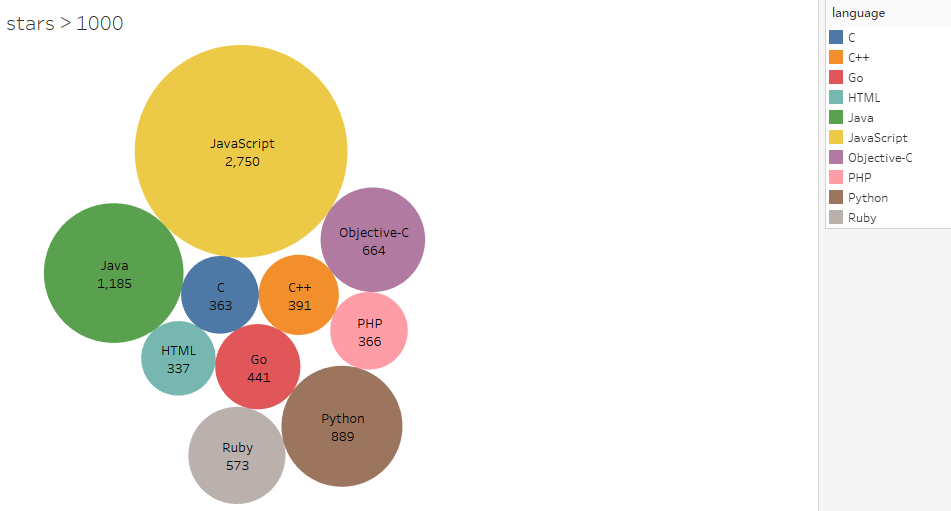 stars > 1000
JavaScript
2,750
Objective-C
664
Java
1,185
C
363
C++
391
PHP
366
HTML
337
Go
441
Python
889
Ruby
573
language
C
C++
Go
HTML
Java
JavaScript
Objective-C
PHP
Python
Ruby